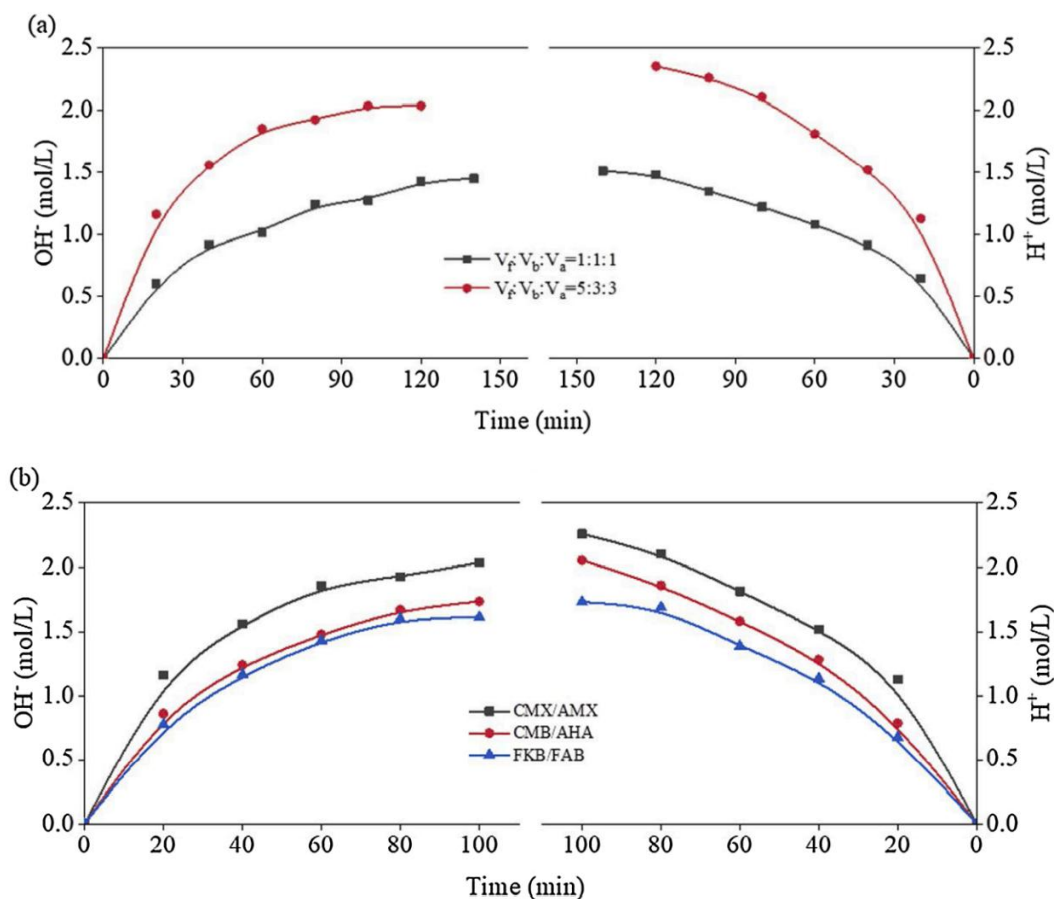 (a)
2.5 2.5
2.0 2.0
1.5 1.5
1.0 1.0
0.5 0.5
0.0 0.0
OH⁻ (mol/L)
H⁺ (mol/L)
V_f:V_b:V_a=1:1:1
V_f:V_b:V_a=5:3:3
0 30 60 90 120 150 150 120 90 60 30 0
Time (min)
(b)
2.5 2.5
2.0 2.0
1.5 1.5
1.0 1.0
0.5 0.5
0.0 0.0
OH⁻ (mol/L)
H⁺ (mol/L)
CMX/AMX
CMB/AHA
FKB/FAB
0 20 40 60 80 100 100 80 60 40 20 0
Time (min)